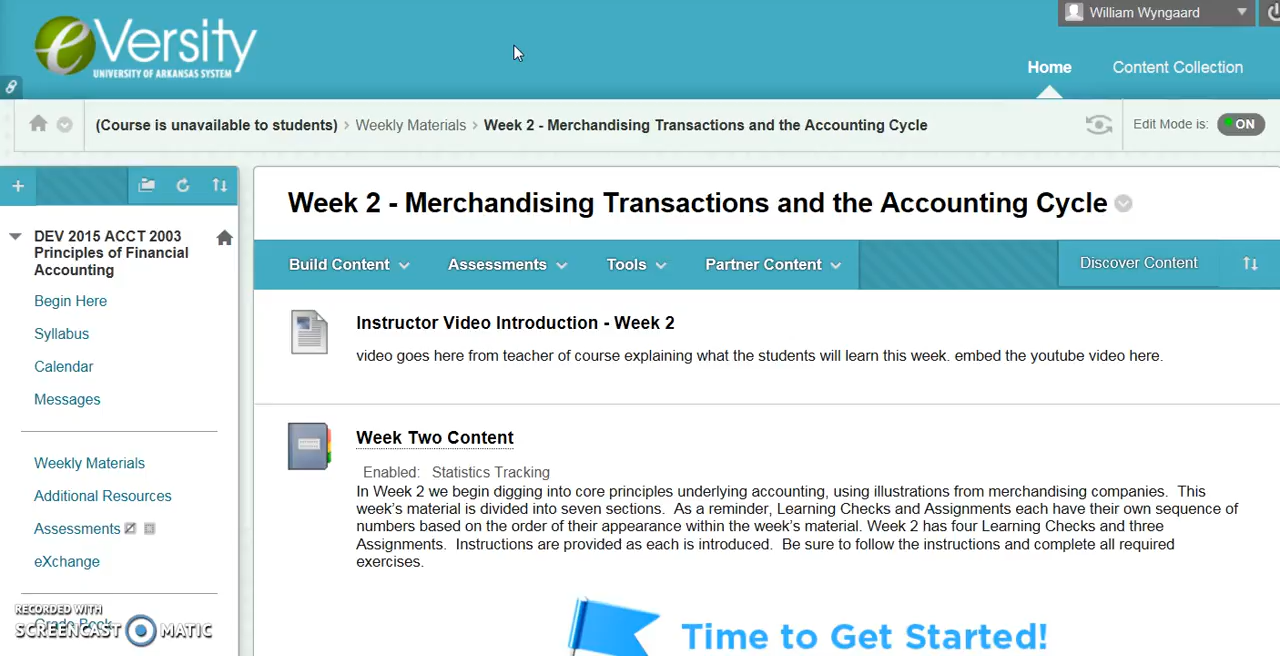 eVersity
UNIVERSITY OF ARKANSAS SYSTEM
William Wyngaard
Home
Content Collection
(Course is unavailable to students) > Weekly Materials > Week 2 - Merchandising Transactions and the Accounting Cycle
Edit Mode is: ON
DEV 2015 ACCT 2003
Principles of Financial
Accounting
Begin Here
Syllabus
Calendar
Messages
Weekly Materials
Additional Resources
Assessments
eXchange
Grade Book
RECORDED WITH
SCREENCAST MATIC
Week 2 - Merchandising Transactions and the Accounting Cycle
Build Content
Assessments
Tools
Partner Content
Discover Content
Instructor Video Introduction - Week 2
video goes here from teacher of course explaining what the students will learn this week. embed the youtube video here.
Week Two Content
Enabled: Statistics Tracking
In Week 2 we begin digging into core principles underlying accounting, using illustrations from merchandising companies. This
week's material is divided into seven sections. As a reminder, Learning Checks and Assignments each have their own sequence of
numbers based on the order of their appearance within the week's material. Week 2 has four Learning Checks and three
Assignments. Instructions are provided as each is introduced. Be sure to follow the instructions and complete all required
exercises.
Time to Get Started!